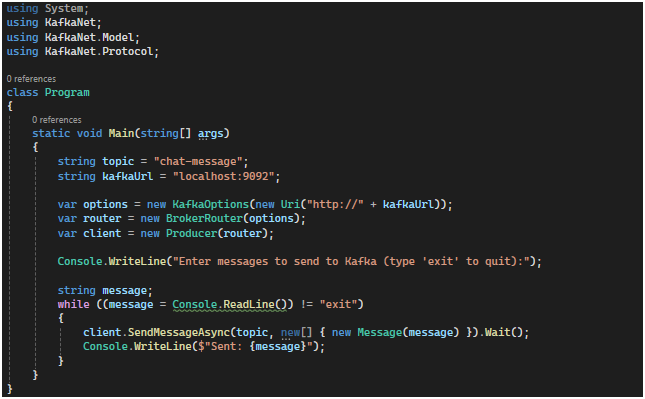 using System;
using KafkaNet;
using KafkaNet.Model;
using KafkaNet.Protocol;
0 references
class Program
{
0 references
static void Main(string[] args)
{
string topic = "chat-message";
string kafkaUrl = "localhost:9092";
var options = new KafkaOptions(new Uri("http://" + kafkaUrl));
var router = new BrokerRouter(options);
var client = new Producer(router);
Console.WriteLine("Enter messages to send to Kafka (type 'exit' to quit):");
string message;
while ((message = Console.ReadLine()) != "exit")
{
client.SendMessageAsync(topic, new[] { new Message(message) }).Wait();
Console.WriteLine($"Sent: {message}");
}
}
}